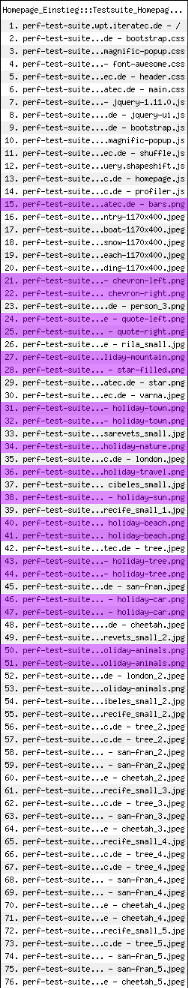 Homepage_Einstieg:::Testsuite_Homepag...
1. perf-test-suite.wpt.iteratec.de - /
2. perf-test-suite...de - bootstrap.css
3. perf-test-suite...magnific-popup.css
4. perf-test-suite...- font-awesome.css
5. perf-test-suite...ec.de - header.css
6. perf-test-suite...atec.de - main.css
7. perf-test-suite... - jquery-1.11.0.js
8. perf-test-suite....de - jquery-ui.js
9. perf-test-suite....de - bootstrap.js
10. perf-test-suite...magnific-popup.js
11. perf-test-suite...ec.de - shuffle.js
12. perf-test-suite...uery.shapeshift.js
13. perf-test-suite...c.de - homepage.js
14. perf-test-suite...c.de - profiler.js
15. perf-test-suite...atec.de - bars.png
16. perf-test-suite...ntry-1170x400.jpeg
17. perf-test-suite...boat-1170x400.jpeg
18. perf-test-suite...snow-1170x400.jpeg
19. perf-test-suite...each-1170x400.jpeg
20. perf-test-suite...ding-1170x400.jpeg
21. perf-test-suite... - chevron-left.png
22. perf-test-suite...- chevron-right.png
23. perf-test-suite....de - person_3.png
24. perf-test-suite...e - quote-left.png
25. perf-test-suite... - quote-right.png
26. perf-test-suite...e - rila_small.jpg
27. perf-test-suite...liday-mountain.png
28. perf-test-suite... - star-filled.png
29. perf-test-suite...atec.de - star.png
30. perf-test-suite...ec.de - varna.jpeg
31. perf-test-suite... - holiday-town.png
32. perf-test-suite... - holiday-town.png
33. perf-test-suite...sarevets_small.jpg
34. perf-test-suite...holiday-nature.png
35. perf-test-suite...c.de - london.jpeg
36. perf-test-suite...holiday-travel.png
37. perf-test-suite... cibeles_small.jpg
38. perf-test-suite...- holiday-sun.png
39. perf-test-suite...recife_small_1.jpg
40. perf-test-suite...- holiday-beach.png
41. perf-test-suite...- holiday-beach.png
42. perf-test-suite...tec.de - tree.jpeg
43. perf-test-suite... - holiday-tree.png
44. perf-test-suite... - holiday-tree.png
45. perf-test-suite...de - san-fran.jpeg
46. perf-test-suite... - holiday-car.png
47. perf-test-suite... - holiday-car.png
48. perf-test-suite....de - cheetah.jpeg
49. perf-test-suite...revets_small_2.jpg
50. perf-test-suite...oliday-animals.png
51. perf-test-suite...oliday-animals.png
52. perf-test-suite...de - london_2.jpeg
53. perf-test-suite...oliday-animals.png
54. perf-test-suite...ibeles_small_2.jpg
55. perf-test-suite...recife_small_2.jpg
56. perf-test-suite...c.de - tree_2.jpeg
57. perf-test-suite...c.de - tree_2.jpeg
58. perf-test-suite... - san-fran_2.jpeg
59. perf-test-suite... - san-fran_2.jpeg
60. perf-test-suite...e - cheetah_2.jpeg
61. perf-test-suite...recife_small_3.jpg
62. perf-test-suite...c.de - tree_3.jpeg
63. perf-test-suite... - san-fran_3.jpeg
64. perf-test-suite...e - cheetah_3.jpeg
65. perf-test-suite...recife_small_4.jpg
66. perf-test-suite...c.de - tree_4.jpeg
67. perf-test-suite...c.de - tree_4.jpeg
68. perf-test-suite... - san-fran_4.jpeg
69. perf-test-suite... - san-fran_4.jpeg
70. perf-test-suite...e - cheetah_4.jpeg
71. perf-test-suite...e - cheetah_4.jpeg
72. perf-test-suite...recife_small_5.jpg
73. perf-test-suite...c.de - tree_5.jpeg
74. perf-test-suite... - san-fran_5.jpeg
75. perf-test-suite... - san-fran_5.jpeg
76. perf-test-suite...e - cheetah_5.jpeg